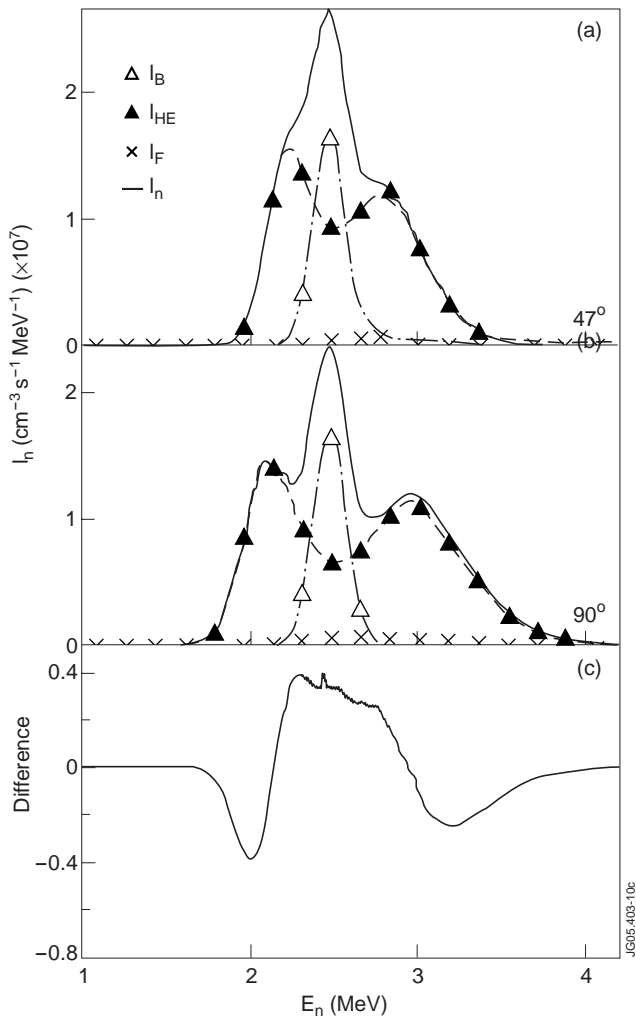 (a)
I_B
I_HE
I_F
I_n
2
1
0
47°
(b)
I_n (cm⁻³ s⁻¹ MeV⁻¹) (×10⁷)
2
1
0
90°
(c)
0.4
0
−0.4
−0.8
Difference
1
2
3
4
E_n (MeV)
JG05.403-10c